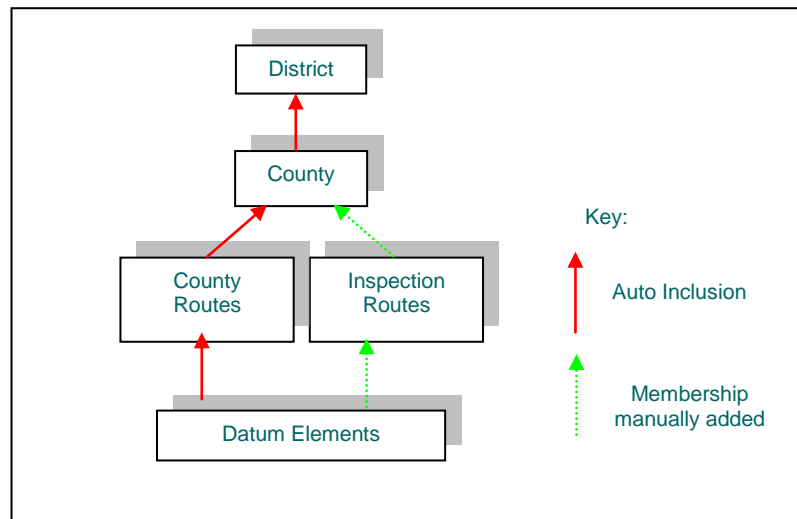 District
County
County
Routes
Inspection
Routes
Datum Elements
Key:
Auto Inclusion
Membership
manually added